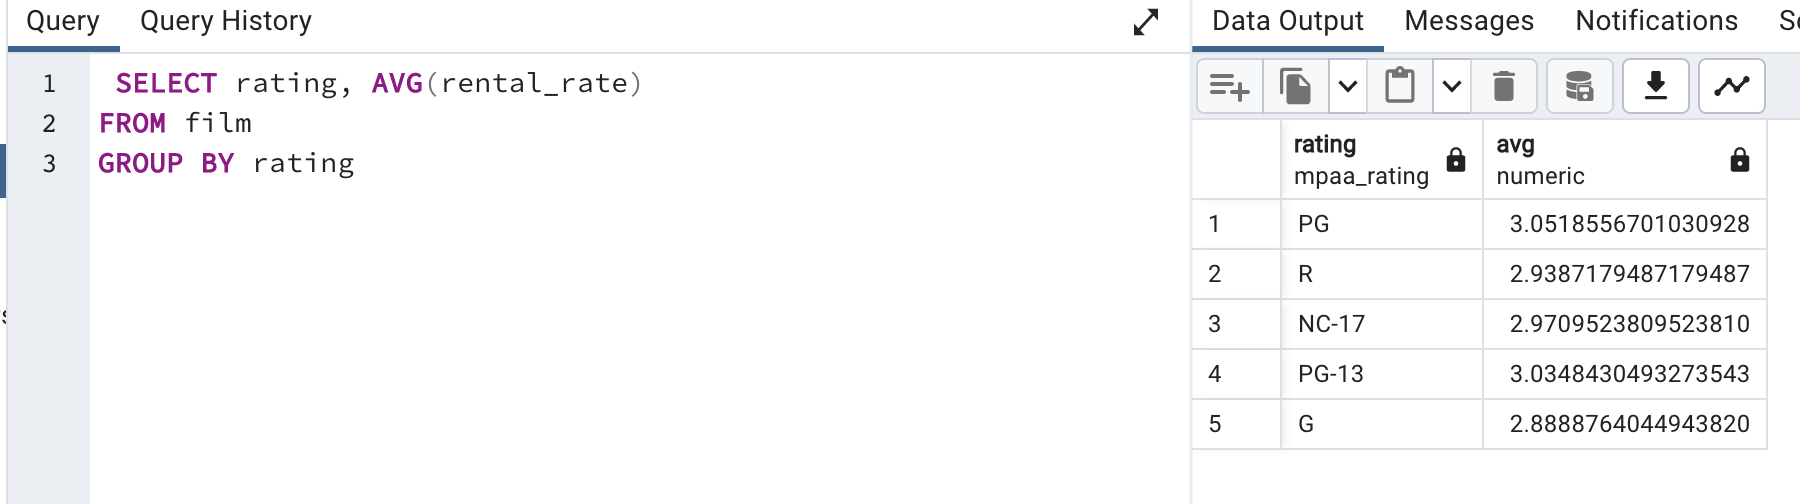 Query Query History
1 SELECT rating, AVG(rental_rate)
2 FROM film
3 GROUP BY rating
Data Output Messages Notifications
rating avg
mpaa_rating numeric
1 PG 3.0518556701030928
2 R 2.9387179487179487
3 NC-17 2.9709523809523810
4 PG-13 3.0348430493273543
5 G 2.8888764044943820